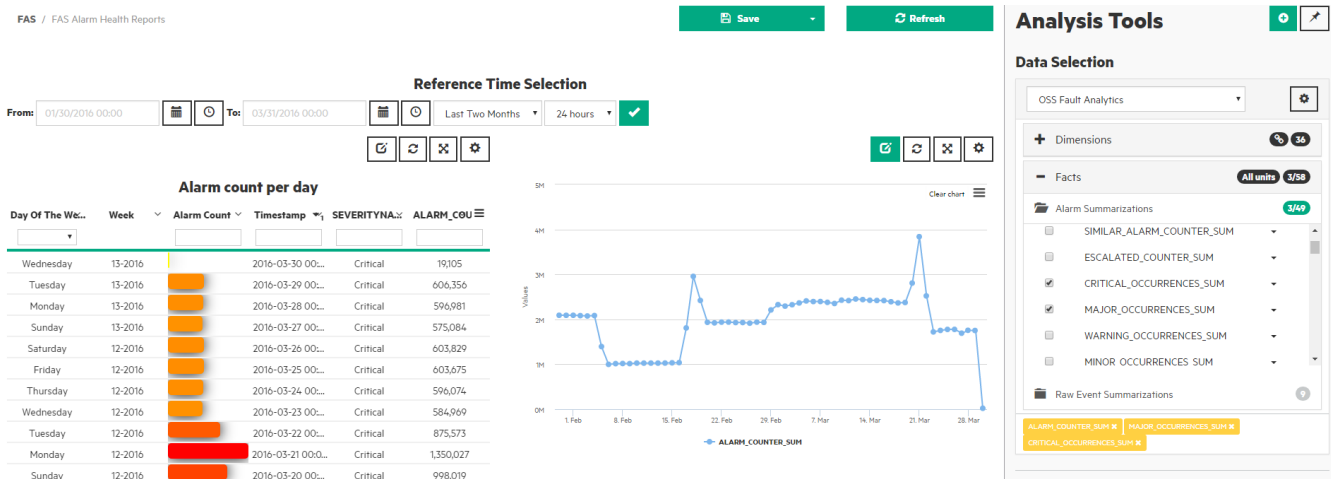 FAS / FAS Alarm Health Reports
Save
Refresh
Analysis Tools
Data Selection
Reference Time Selection
From: 01/30/2016 00:00 To: 03/31/2016 00:00 Last Two Months 24 hours
OSS Fault Analytics
Dimensions 36
Facts All units 3/58
Alarm Summarizations 3/49
SIMILAR_ALARM_COUNTER_SUM
ESCALATED_COUNTER_SUM
CRITICAL_OCCURRENCES_SUM
MAJOR_OCCURRENCES_SUM
WARNING_OCCURRENCES_SUM
MINOR OCCURRENCES SUM
Raw Event Summarizations 9
ALARM_COUNTER_SUM MAJOR_OCCURRENCES_SUM
CRITICAL_OCCURRENCES_SUM
Alarm count per day
Day Of The We... Week Alarm Count Timestamp 1 SEVERITYNA... ALARM_COU
Wednesday 13-2016 2016-03-30 00:... Critical 19,105
Tuesday 13-2016 2016-03-29 00:... Critical 606,356
Monday 13-2016 2016-03-28 00:... Critical 596,981
Sunday 13-2016 2016-03-27 00:... Critical 575,084
Saturday 12-2016 2016-03-26 00:... Critical 603,829
Friday 12-2016 2016-03-25 00:... Critical 603,675
Thursday 12-2016 2016-03-24 00:... Critical 596,074
Wednesday 12-2016 2016-03-23 00:... Critical 584,969
Tuesday 12-2016 2016-03-22 00:... Critical 875,573
Monday 12-2016 2016-03-21 00:0... Critical 1,350,027
Sunday 12-2016 2016-03-20 00:... Critical 998,019
Clear chart
Values
5M
4M
3M
2M
1M
0M
1. Feb 8. Feb 15. Feb 22. Feb 29. Feb 7. Mar 14. Mar 21. Mar 28. Mar
ALARM_COUNTER_SUM